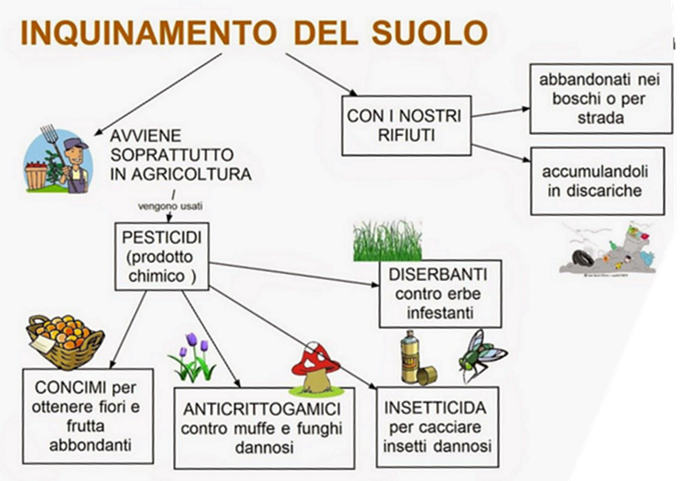 INQUINAMENTO DEL SUOLO
AVVIENE
SOPRATTUTTO
IN AGRICOLTURA
vengono usati
PESTICIDI
(prodotto
chimico )
CON I NOSTRI
RIFIUTI
abbandonati nei
boschi o per
strada
accumulandoli
in discariche
DISERBANTI
contro erbe
infestanti
CONCIMI per
ottenere fiori e
frutta
abbondanti
ANTICRITTOGAMICI
contro muffe e funghi
dannosi
INSETTICIDA
per cacciare
insetti dannosi